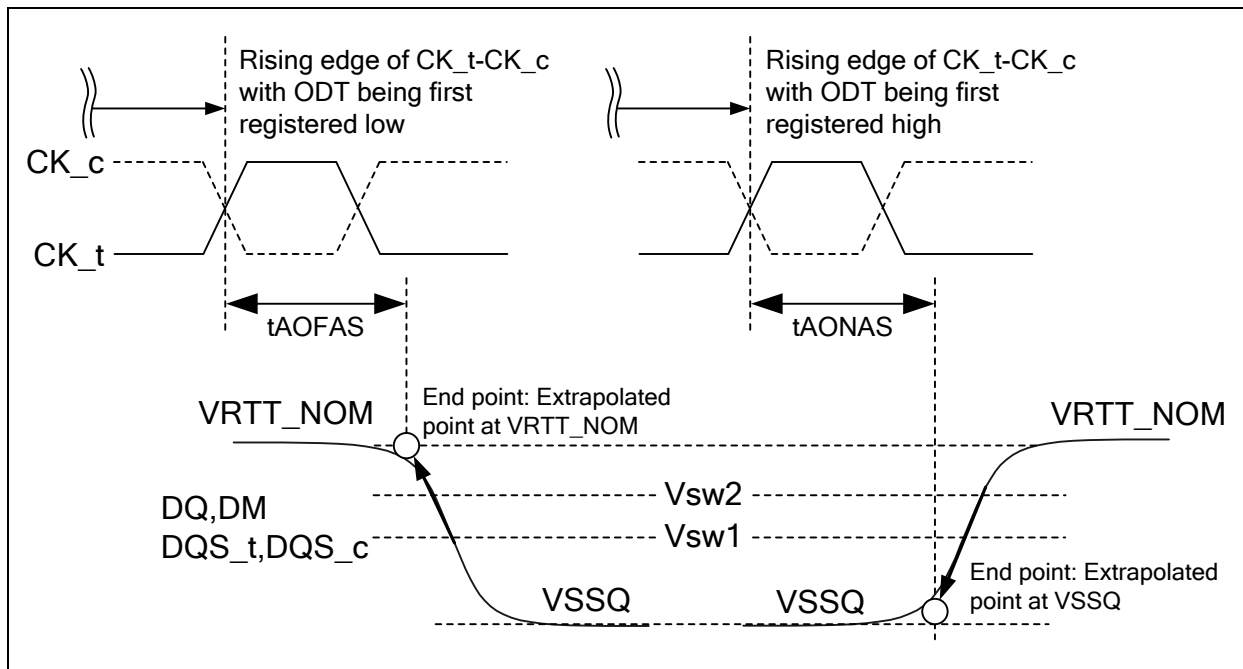 Rising edge of CK_t-CK_c
with ODT being first
registered low
Rising edge of CK_t-CK_c
with ODT being first
registered high
CK_c
CK_t
tAOFAS
tAONAS
End point: Extrapolated
point at VRTT_NOM
VRTT_NOM
VRTT_NOM
Vsw2
DQ,DM
Vsw1
DQS_t,DQS_c
End point: Extrapolated
point at VSSQ
VSSQ
VSSQ